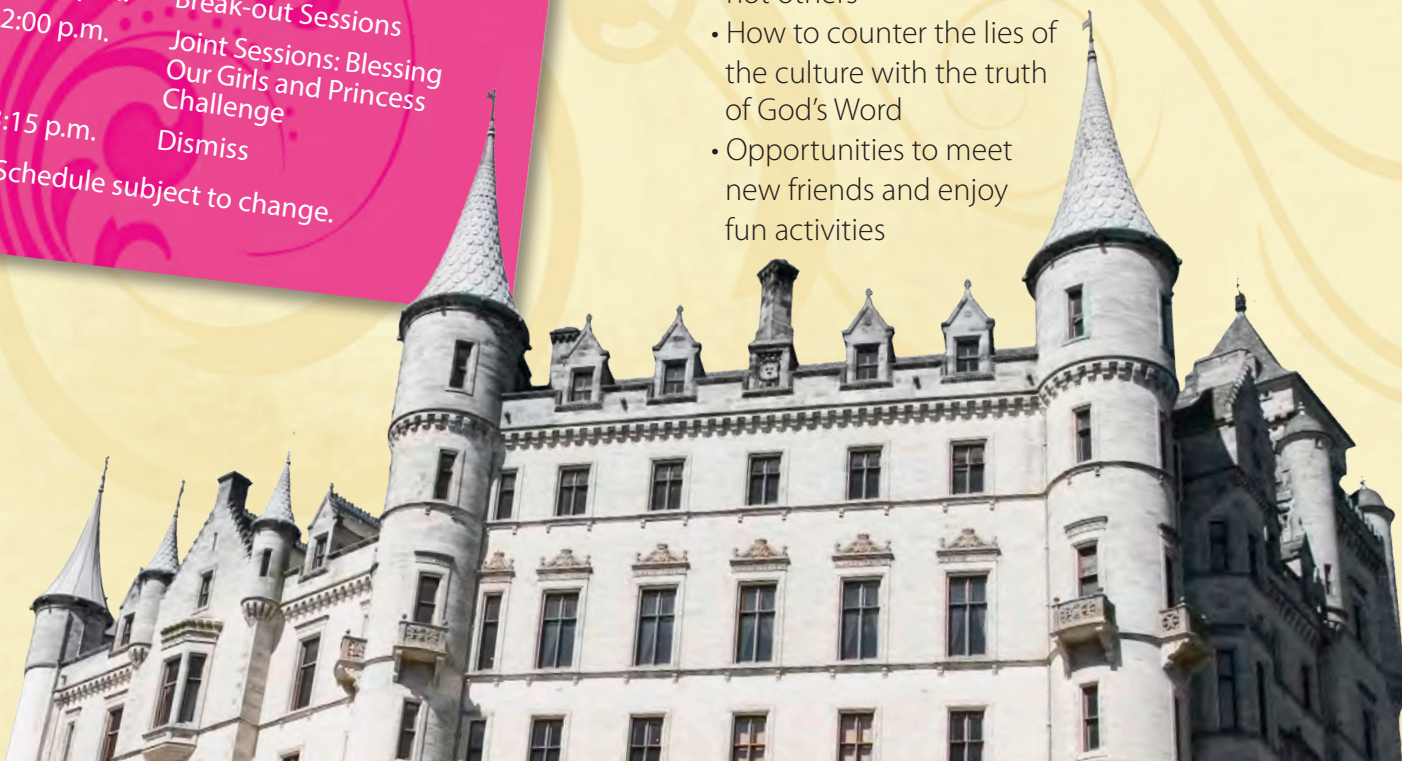 Break-out Sessions
2:00 p.m. Joint Sessions: Blessing
Our Girls and Princess
Challenge
:15 p.m. Dismiss
Schedule subject to change.
not others
• How to counter the lies of
the culture with the truth
of God's Word
• Opportunities to meet
new friends and enjoy
fun activities